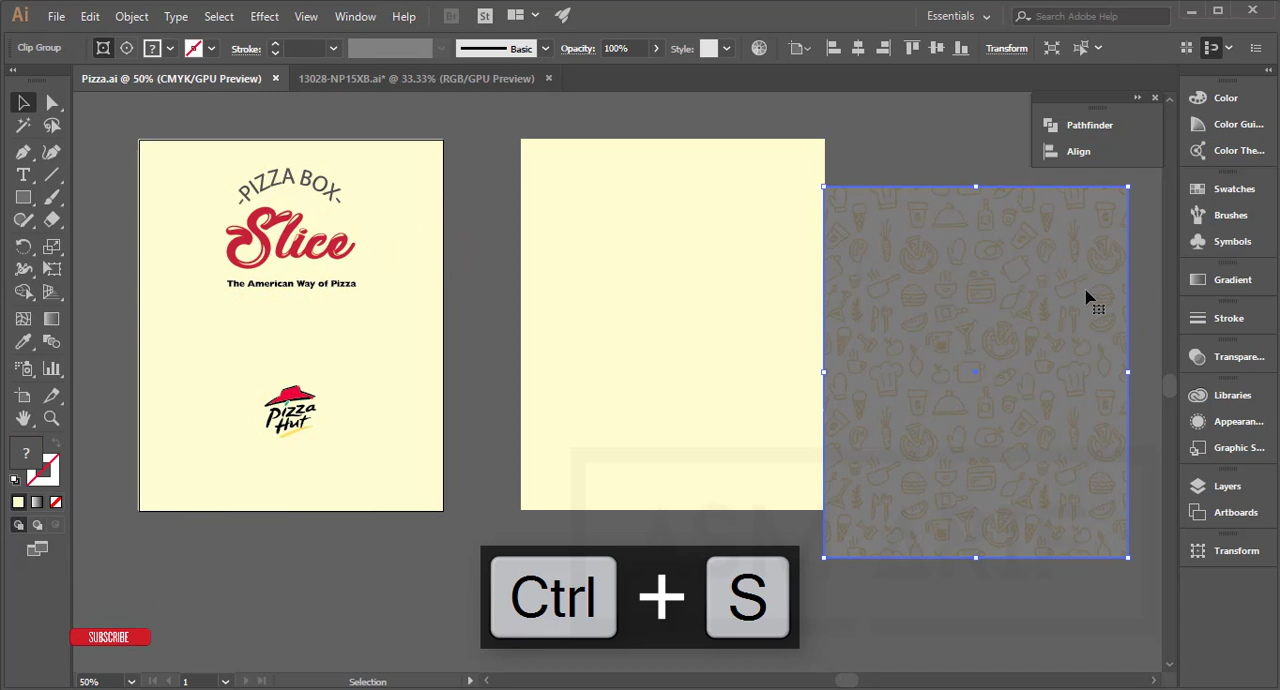 Ai File Edit Object Type Select Effect View Window Help Br St Essentials Search Adobe Help
Clip Group ? Stroke: Basic Opacity: 100% Style: Transform
Pizza.ai @ 50% (CMYK/GPU Preview) × 13028-NP15XB.ai* @ 33.33% (RGB/GPU Preview) ×
Pathfinder
Align
Color
Color Gui...
Color The...
Swatches
Brushes
Symbols
Gradient
Stroke
Transpare...
Libraries
Appearan...
Graphic S...
Layers
Artboards
Transform
-PIZZA BOX-
Slice
The American Way of Pizza
Pizza
Hut
?
Ctrl + S
SUBSCRIBE
50% 1 Selection